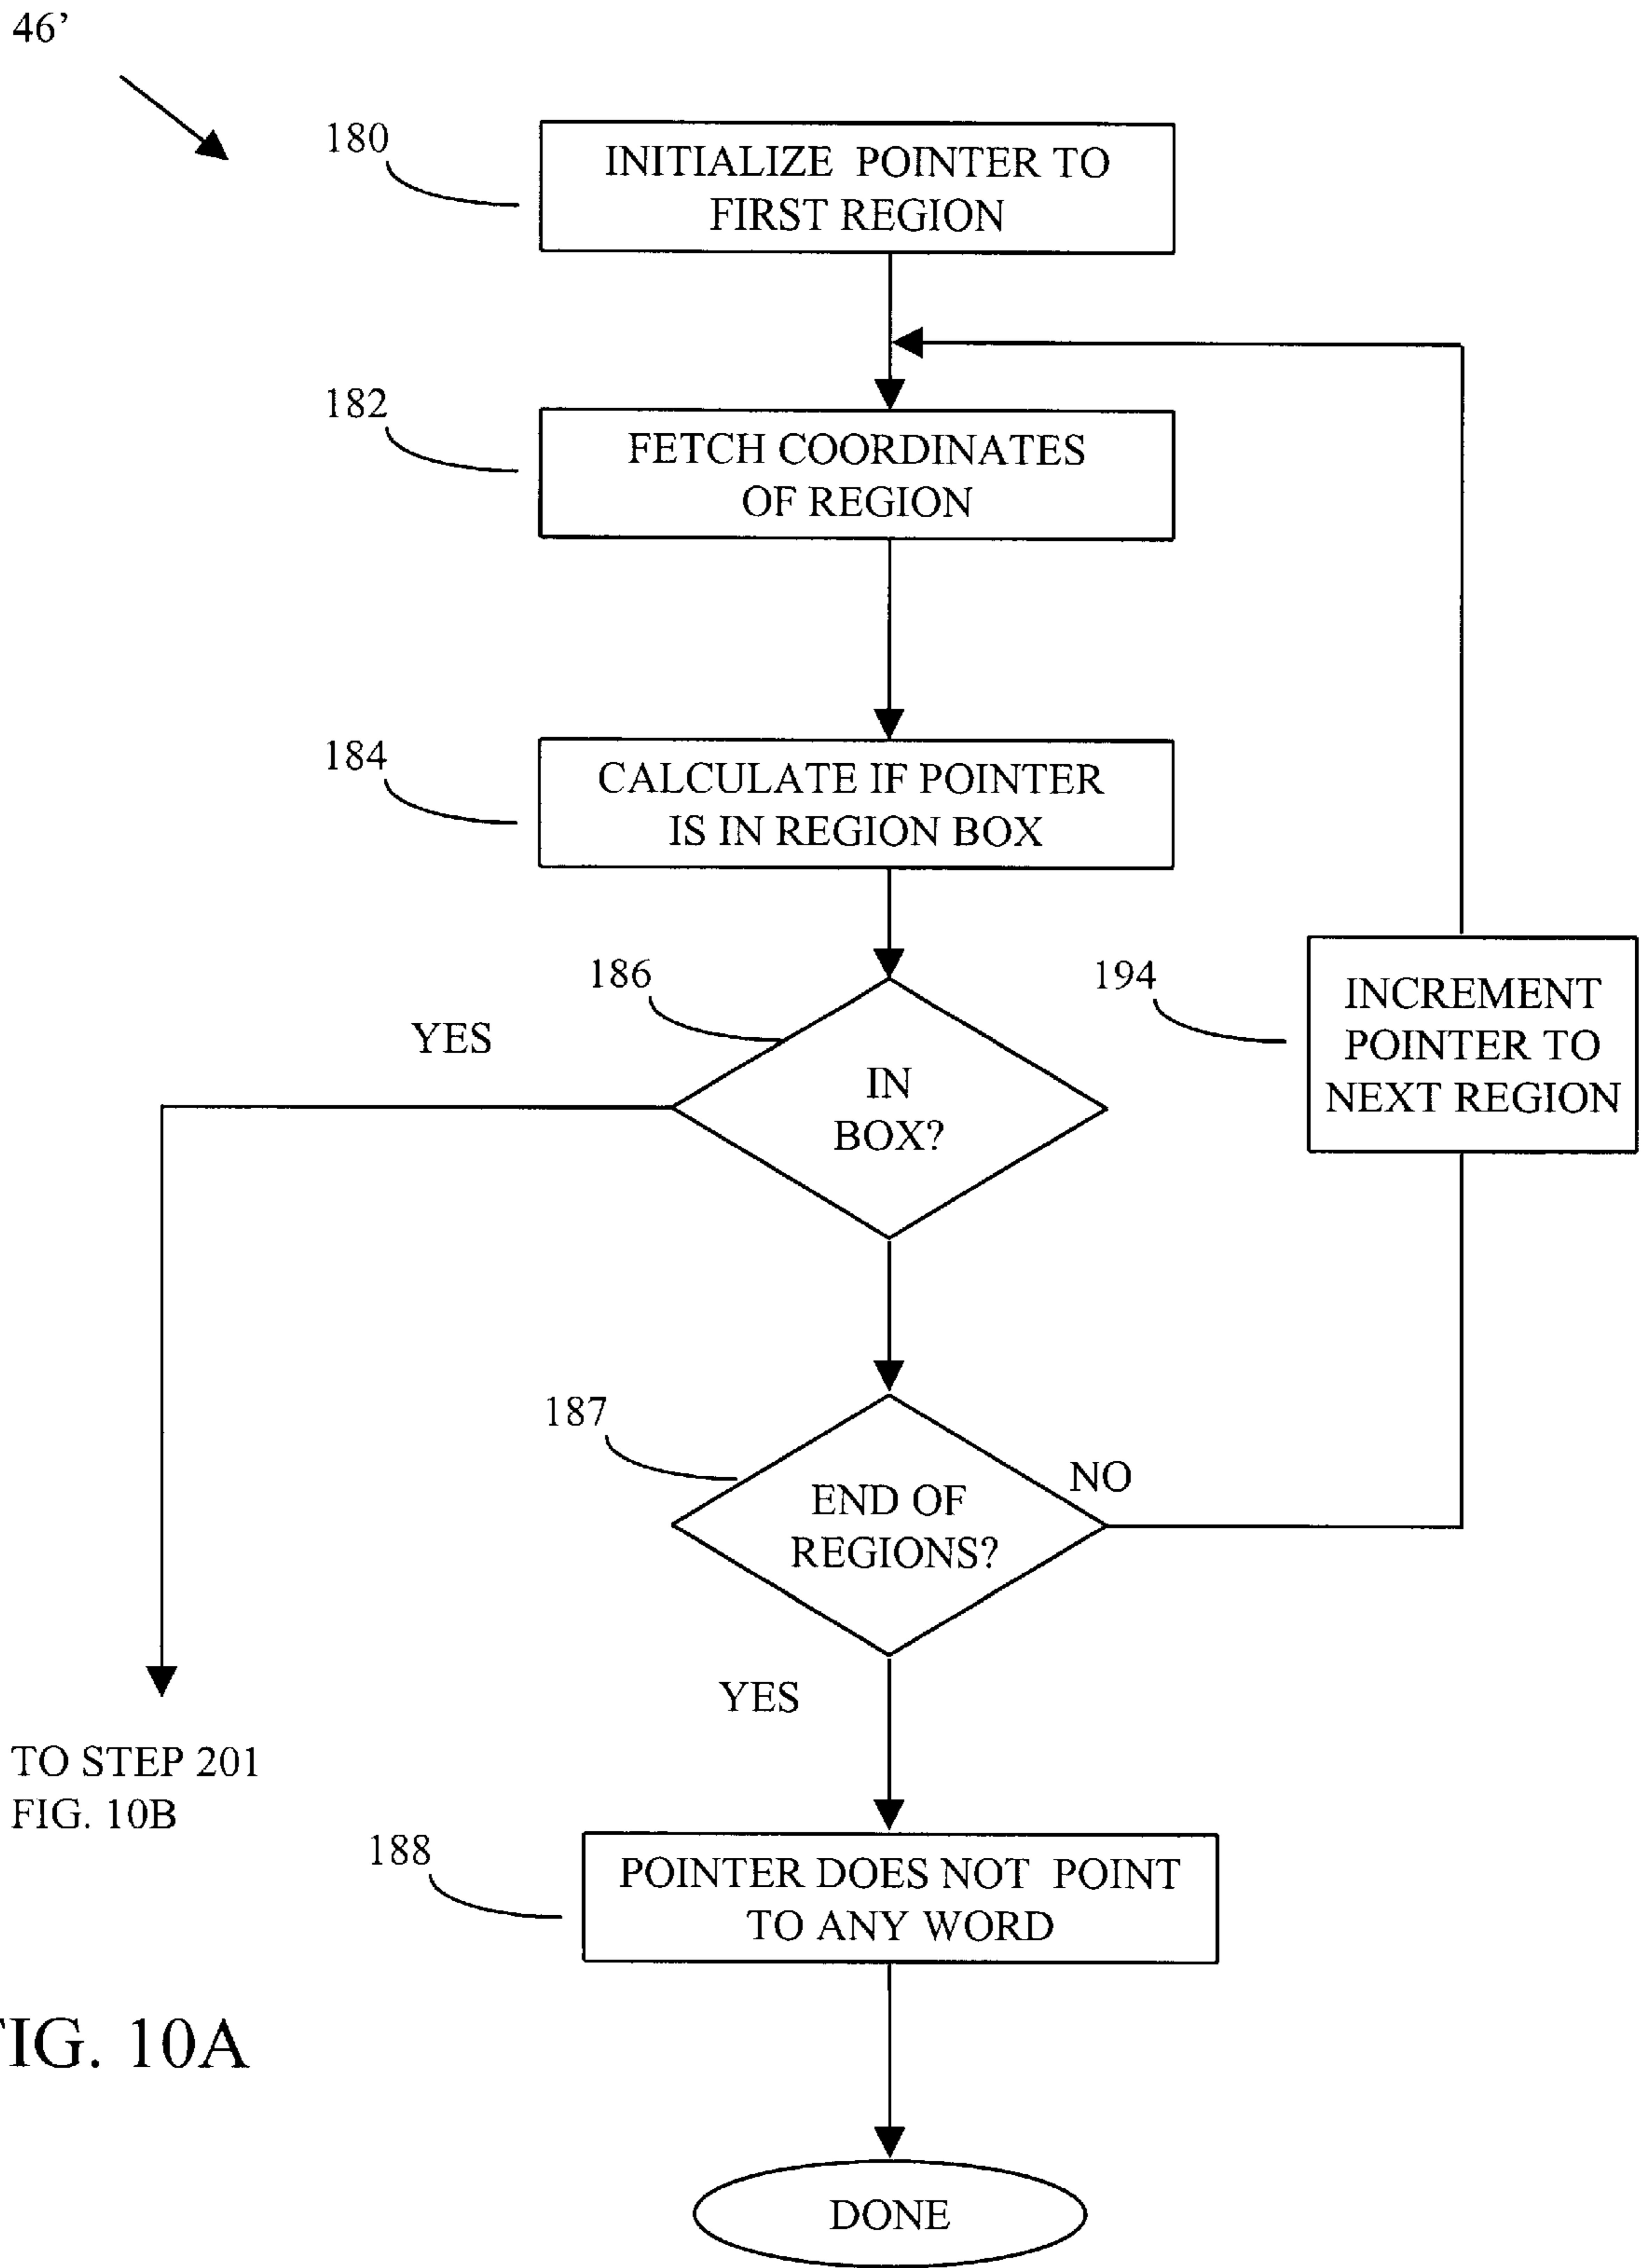 46’
180
INITIALIZE POINTER TO
FIRST REGION
182
FETCH COORDINATES
OF REGION
184
CALCULATE IF POINTER
IS IN REGION BOX
186
194
INCREMENT
POINTER TO
NEXT REGION
YES
IN
BOX?
187
NO
END OF
REGIONS?
YES
TO STEP 201
FIG. 10B
188
POINTER DOES NOT POINT
TO ANY WORD
FIG. 10A
DONE